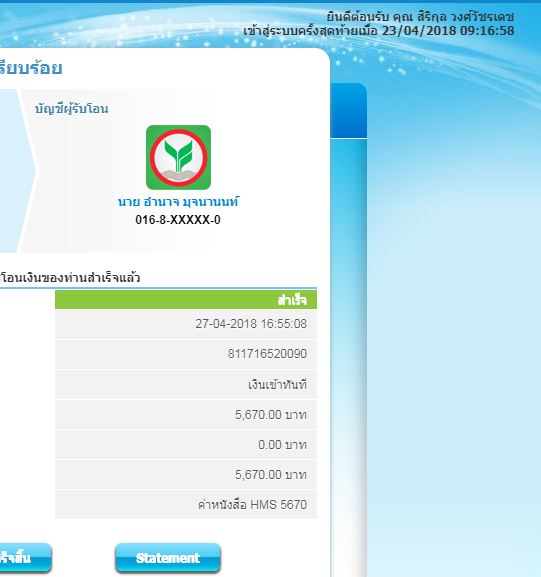 ยินดีต้อนรับ คุณ สิริกุล วงศ์วัชรเดช
เข้าสู่ระบบครั้งสุดท้ายเมื่อ 23/04/2018 09:16:58
รียบร้อย
บัญชีผู้รับโอน
นาย อำนาจ มุจนานนท์
016-8-XXXXX-0
โอนเงินของท่านสำเร็จแล้ว
สำเร็จ
27-04-2018 16:55:08
811716520090
เงินเข้าทันที
5,670.00 บาท
0.00 บาท
5,670.00 บาท
ค่าหนังสือ HMS 5670
ร็จสิ้น
Statement